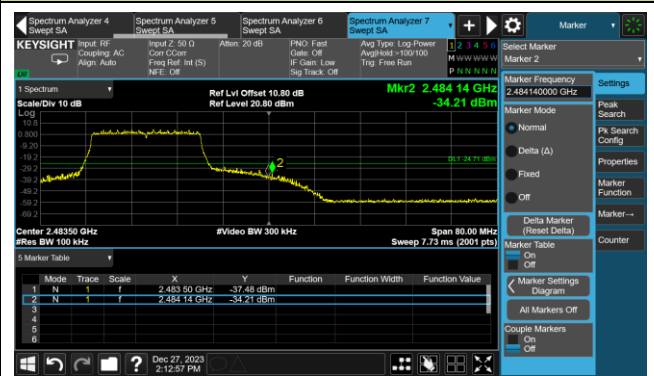 Spectrum Analyzer 4
Swept SA
Spectrum Analyzer 5
Swept SA
Spectrum Analyzer 6
Swept SA
Spectrum Analyzer 7
Swept SA
Marker
KEYSIGHT
Input: RF
Coupling: AC
Align: Auto
Input Z: 50 Ω
Corr CCorr
Freq Ref: Int (S)
NFE: Off
Atten: 20 dB
PNO: Fast
Gate: Off
IF Gain: Low
Sig Track: Off
Avg Type: Log-Power
Avg|Hold:>100/100
Trig: Free Run
1 2 3 4 5 6
M W W W W W
P N N N N N
LXI
1 Spectrum
Scale/Div 10 dB
Log
Ref Lvl Offset 10.80 dB
Ref Level 20.80 dBm
Mkr2 2.484 14 GHz
-34.21 dBm
10.8
0.800
-9.20
-19.2
-29.2
-39.2
-49.2
-59.2
-69.2
DL1 -24.71 dBm
2
Center 2.48350 GHz
#Res BW 100 kHz
#Video BW 300 kHz
Span 80.00 MHz
Sweep 7.73 ms (2001 pts)
5 Marker Table
Mode Trace Scale X Y Function Function Width Function Value
1 N 1 f 2.483 50 GHz -37.48 dBm
2 N 1 f 2.484 14 GHz -34.21 dBm
3
4
5
6
Dec 27, 2023
2:12:57 PM
Select Marker
Marker 2
Marker Frequency
2.484140000 GHz
Marker Mode
Normal
Delta (Δ)
Fixed
Off
Delta Marker
(Reset Delta)
Marker Table
On
Off
Marker Settings
Diagram
All Markers Off
Couple Markers
On
Off
Settings
Peak
Search
Pk Search
Config
Properties
Marker
Function
Marker→
Counter